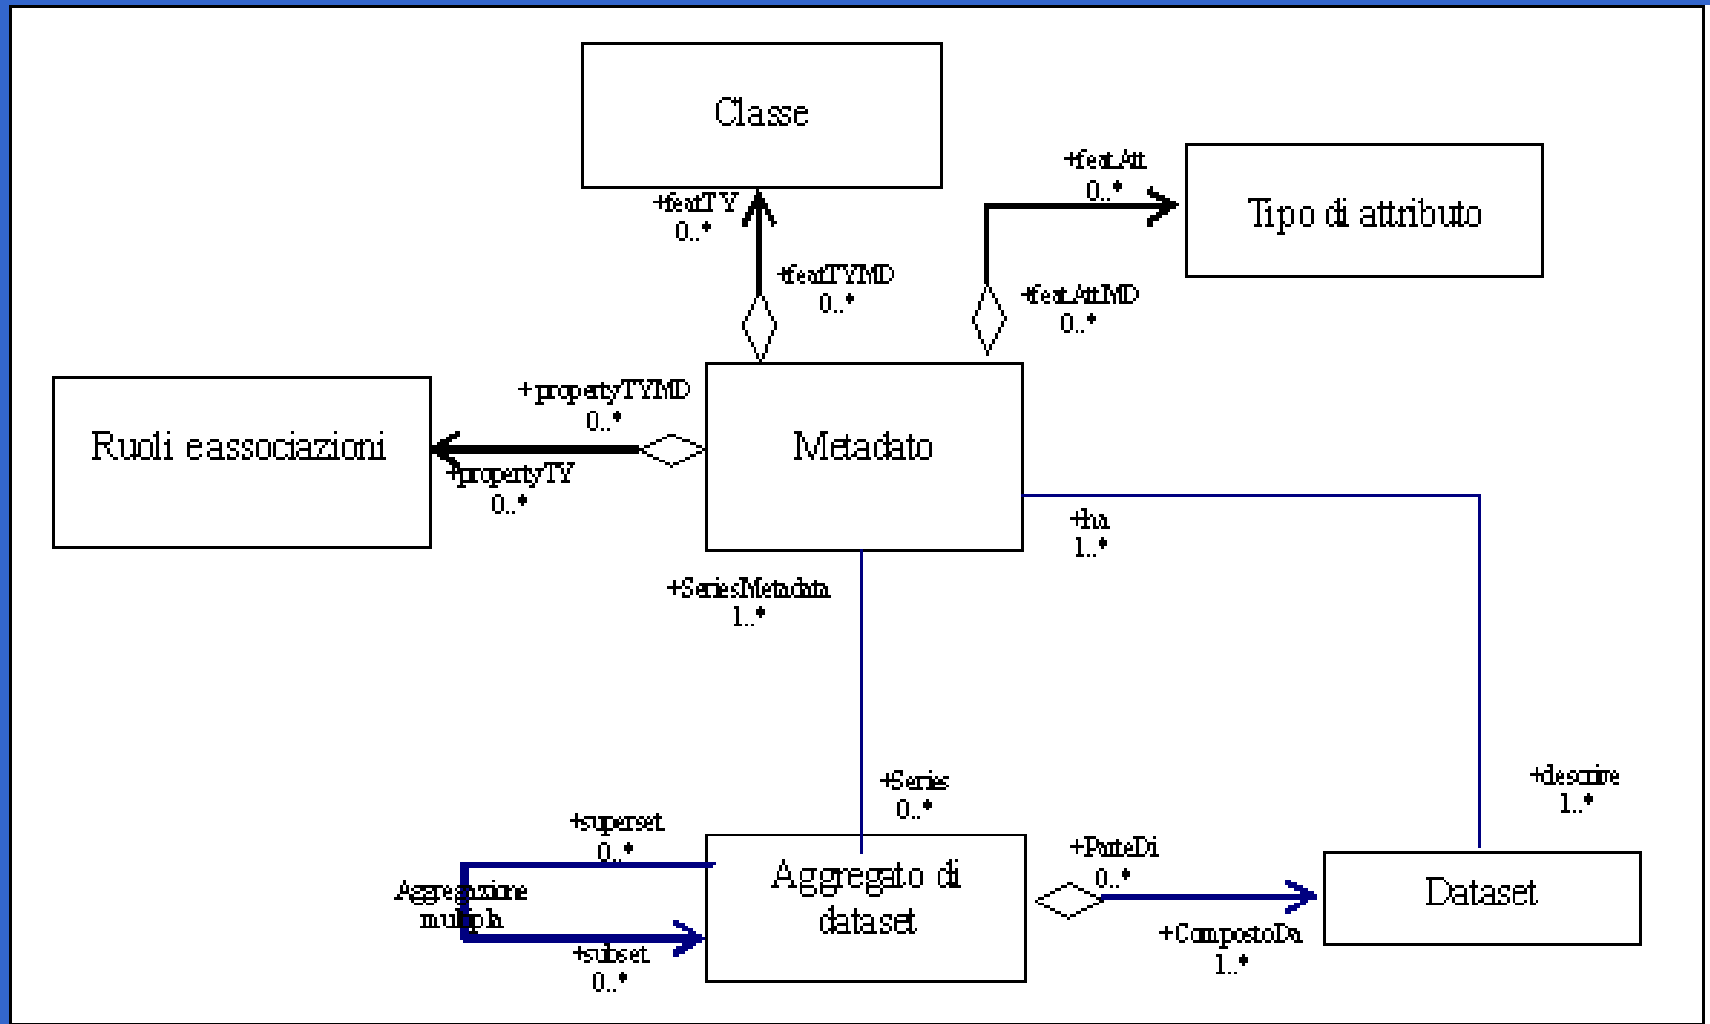 Classe
+featTY
0..*
+featTYMD
0..*
+featAtt
0..*
Tipo di attributo
+featAttMD
0..*
Ruoli e associazioni
+propertyTYMD
0..*
+propertyTY
0..*
Metadato
+ha
1..*
+SeriesMetadata
1..*
+Series
0..*
+descrive
1..*
+superset
0..*
Aggregazione
multipla
+subset
0..*
Aggregato di
dataset
+ParteDi
0..*
+CompostoDa
1..*
Dataset